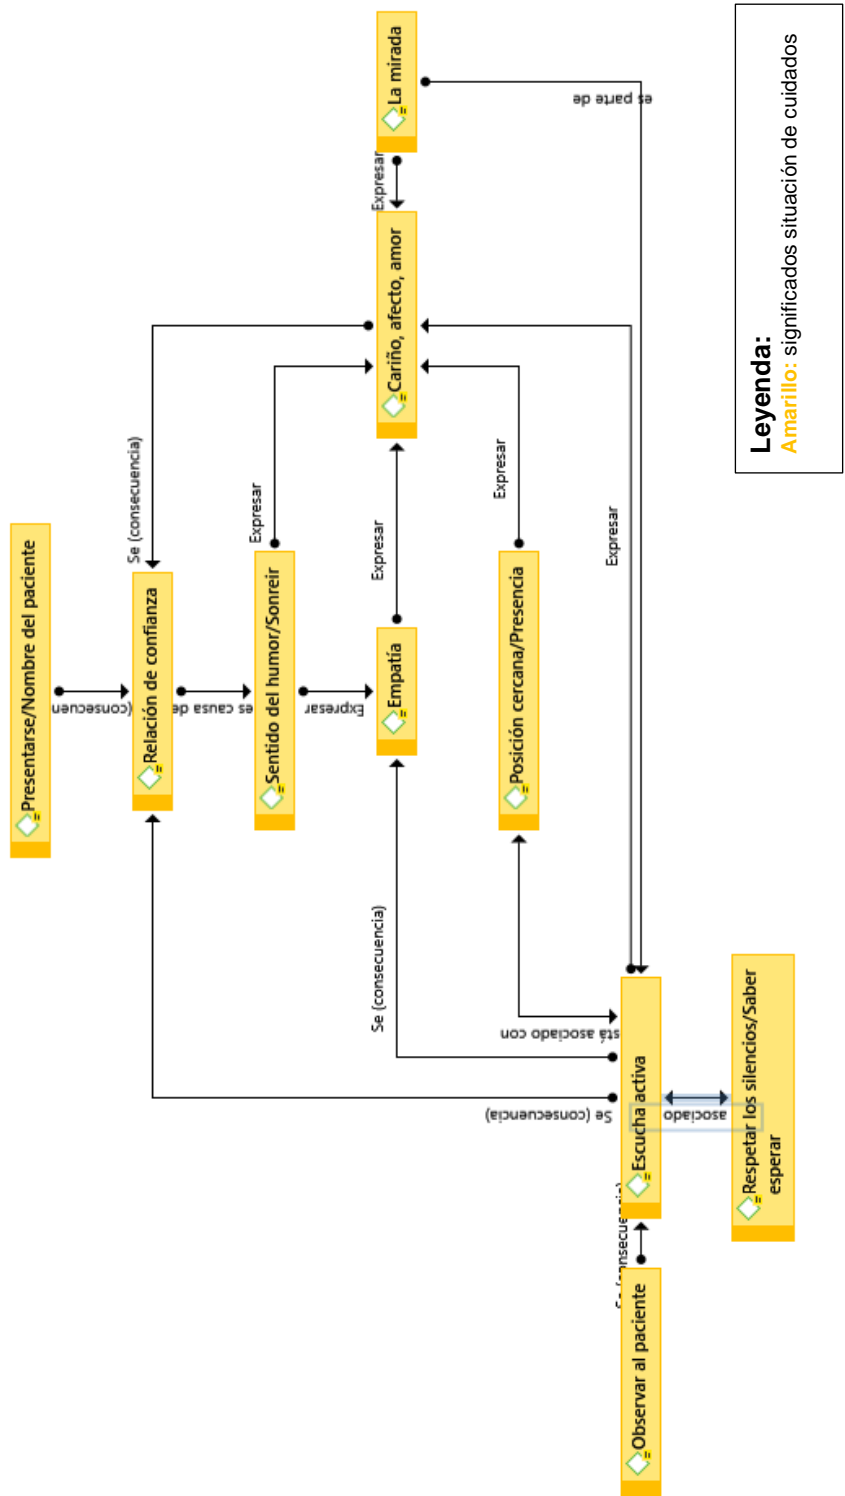 Presentarse/Nombre del paciente
(consecuen
Se (consecuencia)
Relación de confianza
es causa de
Expresar
Sentido del humor/Sonreir
Expresar
La mirada
Expresar
es parte de
Cariño, afecto, amor
Expresar
Empatía
Se (consecuencia)
Expresar
Posición cercana/Presencia
Expresar
stá asociado con
Se (consecuencia)
Escucha activa
asociado
Respetar los silencios/Saber
esperar
Observar al paciente
Leyenda:
Amarillo: significados situación de cuidados